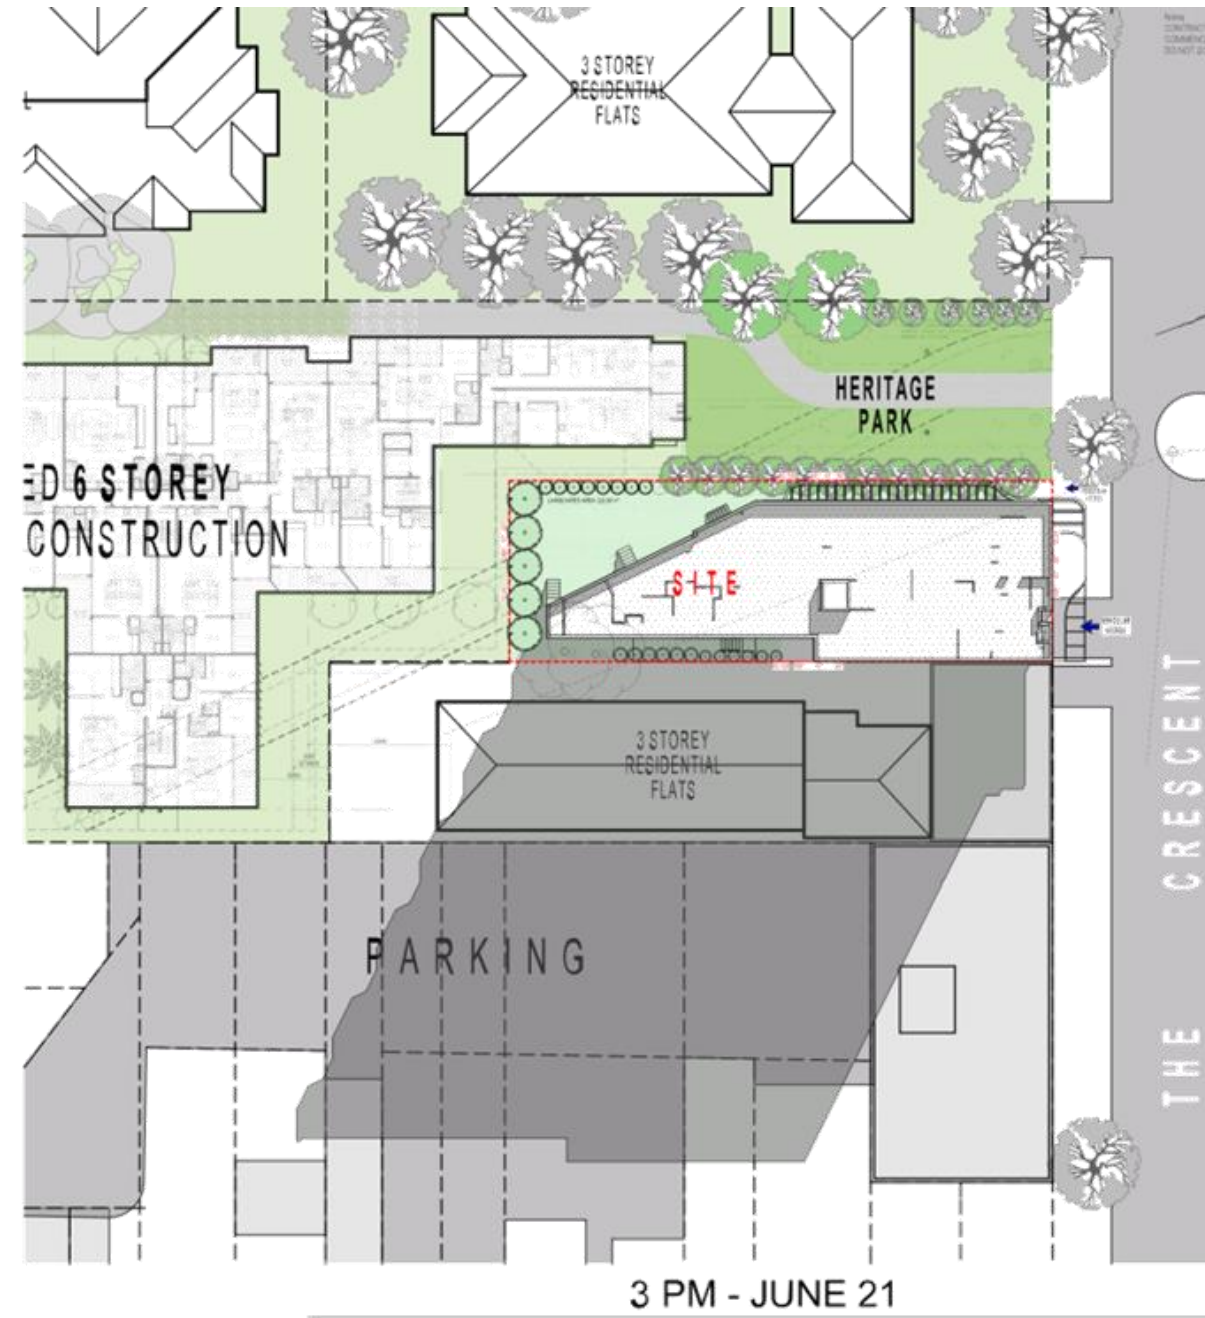 3 STOREY
RESIDENTIAL
FLATS
HERITAGE
PARK
ED 6 STOREY
CONSTRUCTION
SITE
3 STOREY
RESIDENTIAL
FLATS
PARKING
THE CRESCENT
3 PM - JUNE 21